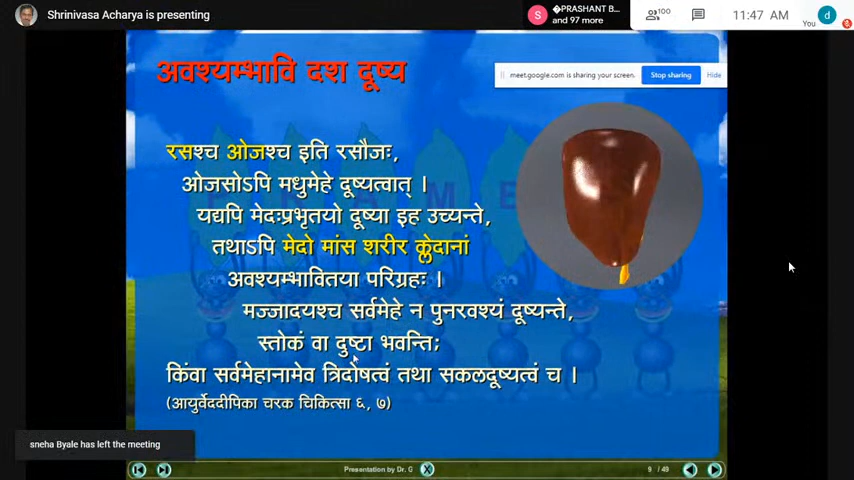 Shrinivasa Acharya is presenting
S
�PRASHANT B...
and 97 more
100
11:47 AM
You
d
अवश्यम्भावि दश दूष्य
meet.google.com is sharing your screen.
Stop sharing
Hide
रसश्च ओजश्च इति रसौजः,
ओजसोऽपि मधुमेहे दूष्यत्वात् ।
यद्यपि मेदःप्रभृतयो दूष्या इह उच्यन्ते,
तथाऽपि मेदो मांस शरीर क्लेदानां
अवश्यम्भावितया परिग्रहः ।
मज्जादयश्च सर्वमेहे न पुनरवश्यं दूष्यन्ते,
स्तोकं वा दुष्टा भवन्ति;
किंवा सर्वमेहानामेव त्रिदोषत्वं तथा सकलदूष्यत्वं च ।
(आयुर्वेददीपिका चरक चिकित्सा ६, ७)
sneha Byale has left the meeting
Presentation by Dr. G
X
9 / 49